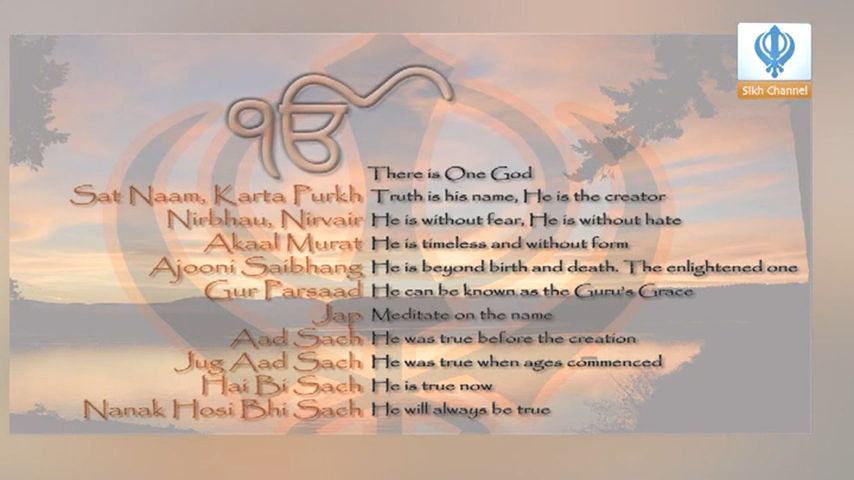 Sikh Channel
ੴ There is One God
Sat Naam, Karta Purkh Truth is his name, He is the creator
Nirbhau, Nirvair He is without fear, He is without hate
Akaal Murat He is timeless and without form
Ajooni Saibhang He is beyond birth and death. The enlightened one
Gur Parsaad He can be known as the Guru's Grace
Jap Meditate on the name
Aad Sach He was true before the creation
Jug Aad Sach He was true when ages commenced
Hai Bi Sach He is true now
Nanak Hosi Bhi Sach He will always be true